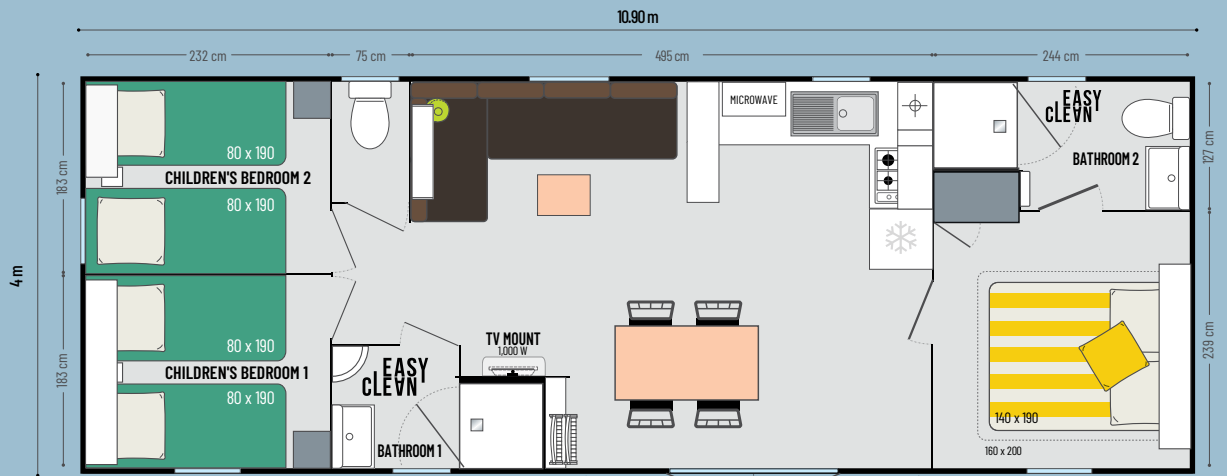 10.90 m
232 cm
75 cm
495 cm
244 cm
4 m
183 cm
183 cm
127 cm
239 cm
80 x 190
CHILDREN'S BEDROOM 2
80 x 190
80 x 190
CHILDREN'S BEDROOM 1
80 x 190
MICROWAVE
EASY
CLEAN
BATHROOM 2
TV MOUNT
1,000 W
EASY
CLEAN
BATHROOM 1
140 x 190
160 x 200